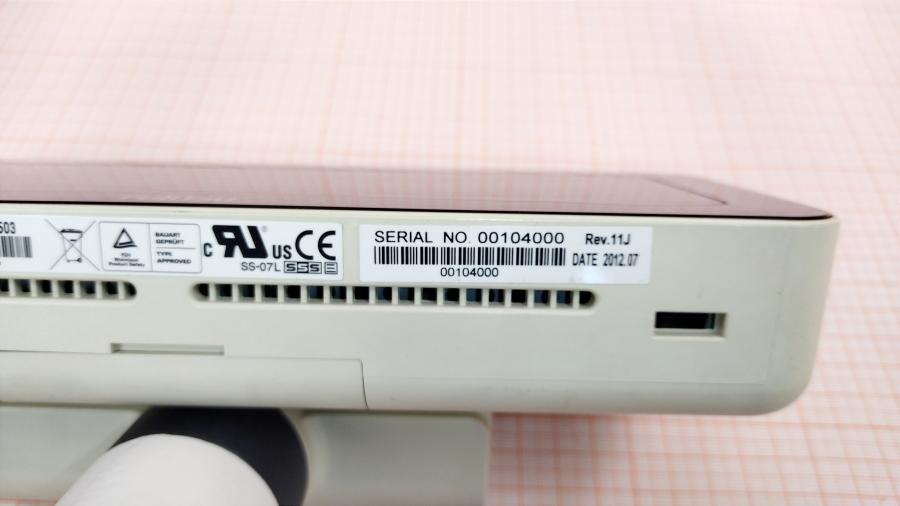 503
BAUART
GEPRÜFT
TÜV
Rheinland
Product Safety
TYPE
APPROVED
c RU US CE
SS-07L
SERIAL NO. 00104000 Rev.11J
DATE 2012.07
00104000